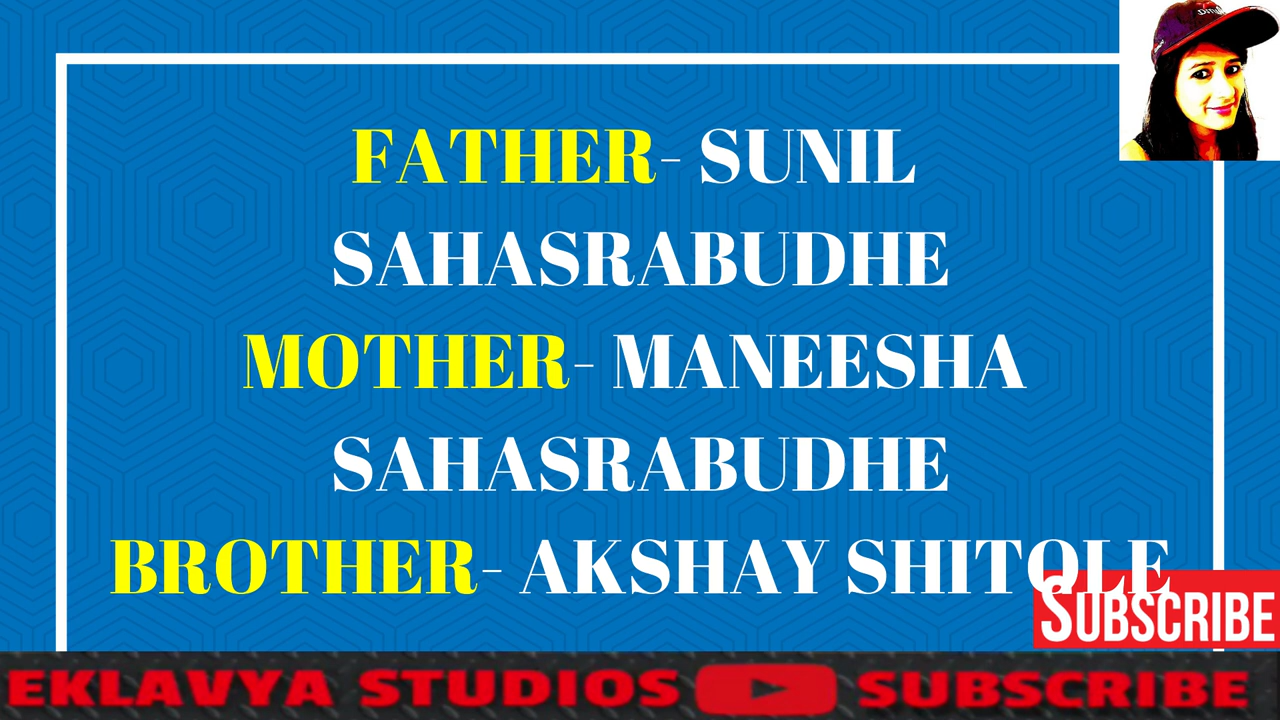 FATHER- SUNIL
SAHASRABUDHE
MOTHER- MANEESHA
SAHASRABUDHE
BROTHER- AKSHAY SHITOLE
SUBSCRIBE
EKLAVYA STUDIOS SUBSCRIBE